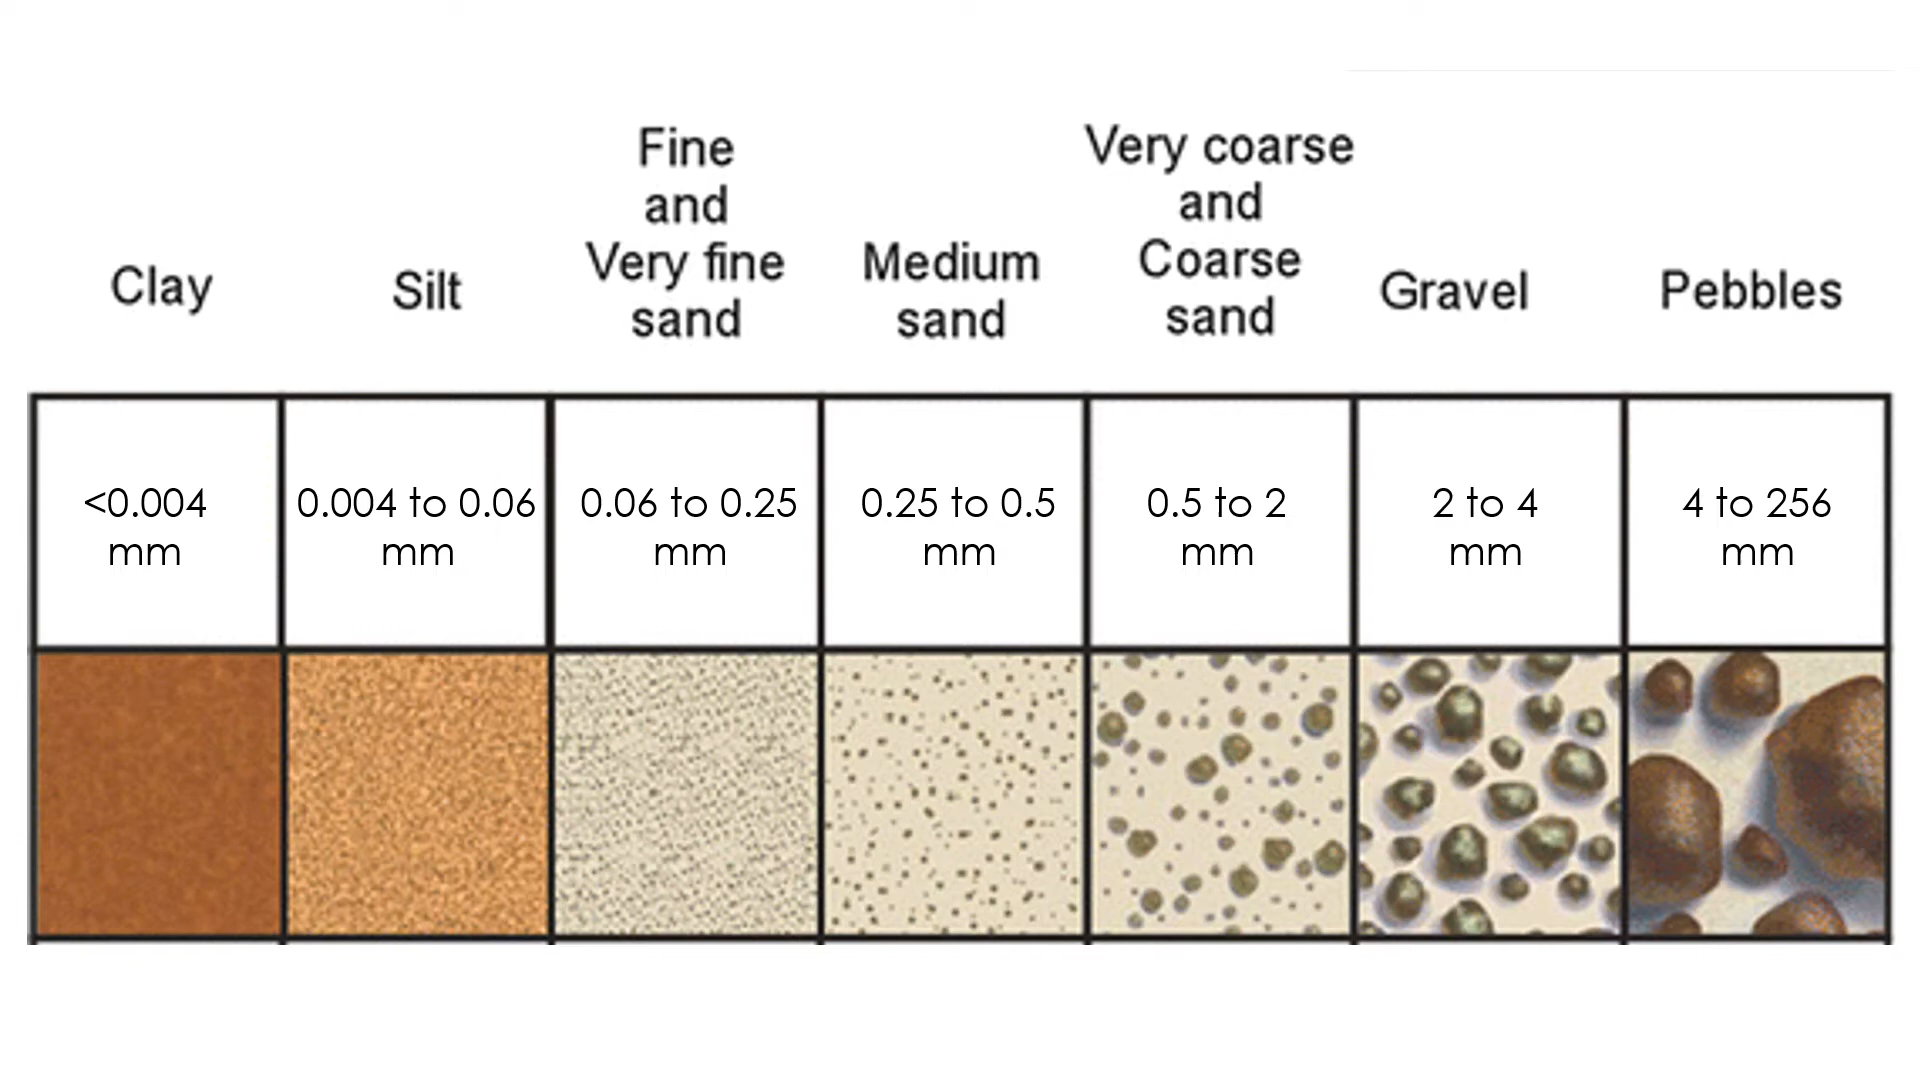 Clay
Silt
Fine
and
Very fine
sand
Medium
sand
Very coarse
and
Coarse
sand
Gravel
Pebbles
<0.004
mm
0.004 to 0.06
mm
0.06 to 0.25
mm
0.25 to 0.5
mm
0.5 to 2
mm
2 to 4
mm
4 to 256
mm